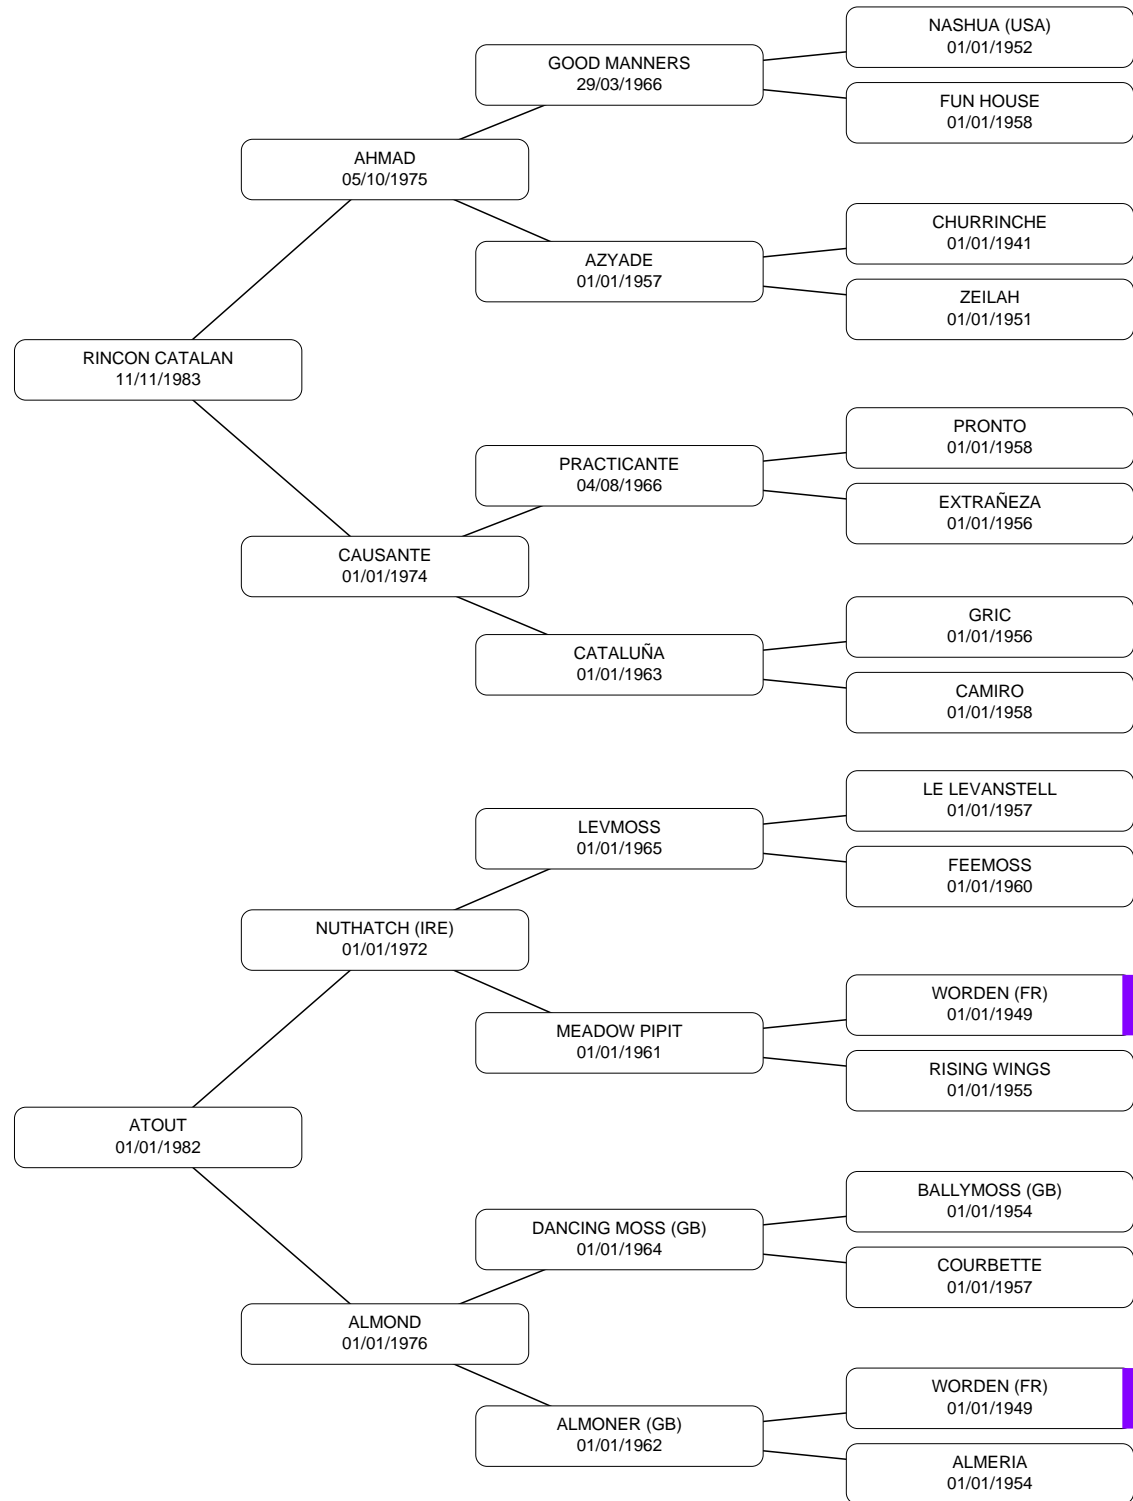 NASHUA (USA)
01/01/1952
GOOD MANNERS
29/03/1966
FUN HOUSE
01/01/1958
AHMAD
05/10/1975
CHURRINCHE
01/01/1941
AZYADE
01/01/1957
ZEILAH
01/01/1951
RINCON CATALAN
11/11/1983
PRONTO
01/01/1958
PRACTICANTE
04/08/1966
EXTRAÑEZA
01/01/1956
CAUSANTE
01/01/1974
GRIC
01/01/1956
CATALUÑA
01/01/1963
CAMIRO
01/01/1958
LE LEVANSTELL
01/01/1957
LEVMOSS
01/01/1965
FEEMOSS
01/01/1960
NUTHATCH (IRE)
01/01/1972
WORDEN (FR)
01/01/1949
MEADOW PIPIT
01/01/1961
RISING WINGS
01/01/1955
ATOUT
01/01/1982
BALLYMOSS (GB)
01/01/1954
DANCING MOSS (GB)
01/01/1964
COURBETTE
01/01/1957
ALMOND
01/01/1976
WORDEN (FR)
01/01/1949
ALMONER (GB)
01/01/1962
ALMERIA
01/01/1954